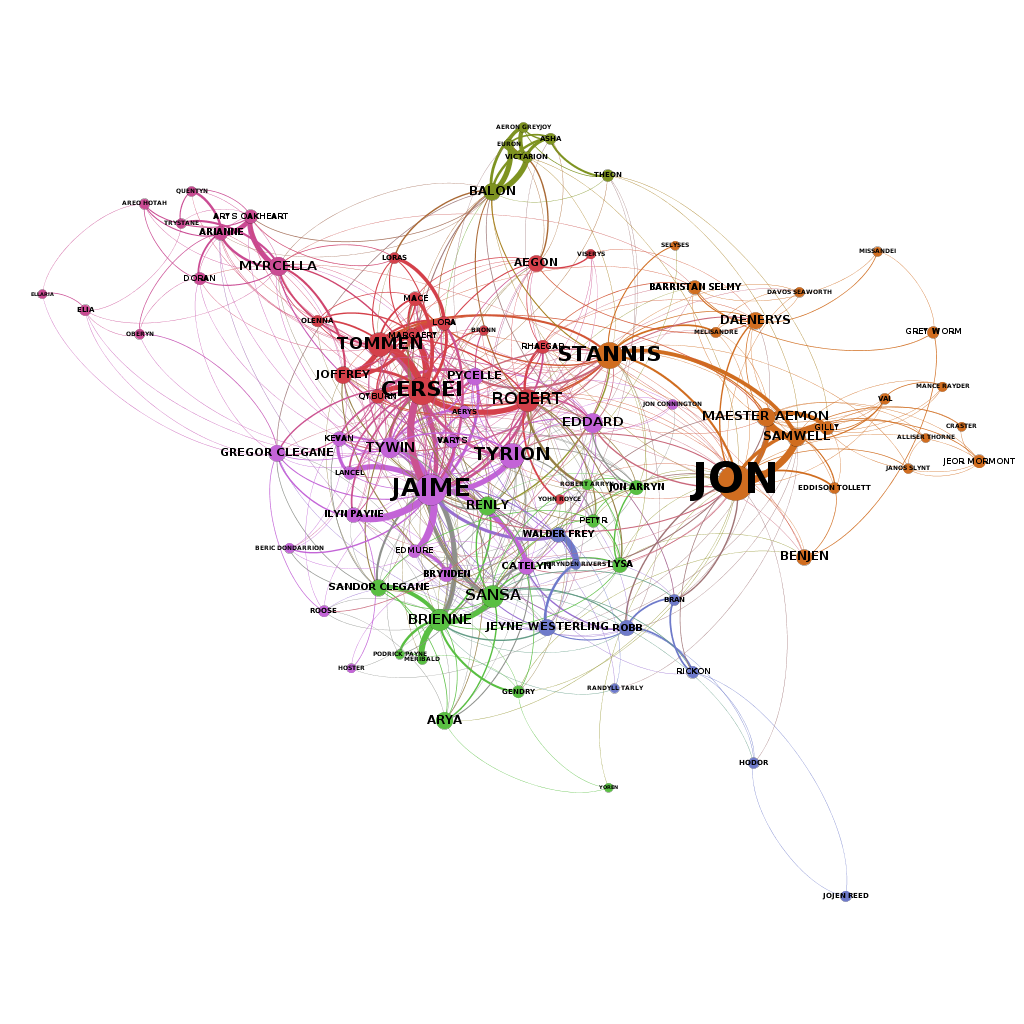 AERON GREYJOY
ASHA
EURON
VICTARION
THEON
BALON
QUENTYN
AREO HOTAH
ARYS OAKHEART
TRYSTANE
ARIANNE
SELYSES
MISSANDEI
VISERYS
LORAS
AEGON
MYRCELLA
DORAN
BARRISTAN SELMY
DAVOS SEAWORTH
ELLARIA
MACE
ELIA
OLENNA
LORA
DAENERYS
BRONN
MELISANDRE
GREY WORM
OBERYN
MARGAERY
TOMMEN
RHAEGAR
STANNIS
JOFFREY
PYCELLE
CERSEI
MANCE RAYDER
QYBURN
ROBERT
VAL
JON CONNINGTON
AERYS
MAESTER AEMON
EDDARD
GILLY
CRASTER
SAMWELL
ALLISER THORNE
KEVAN
VARYS
TYWIN
GREGOR CLEGANE
TYRION
JEOR MORMONT
JANOS SLYNT
LANCEL
JON
ROBERT ARRYN
JAIME
JON ARRYN
EDDISON TOLLETT
YOHN ROYCE
RENLY
ILYN PAYNE
PETYR
WALDER FREY
BERIC DONDARRION
EDMURE
BENJEN
BRYNDEN RIVERS
LYSA
CATELYN
BRYNDEN
SANDOR CLEGANE
SANSA
BRAN
ROOSE
BRIENNE
JEYNE WESTERLING
ROBB
PODRICK PAYNE
MERIBALD
HOSTER
RICKON
RANDYLL TARLY
GENDRY
ARYA
HODOR
YOREN
JOJEN REED